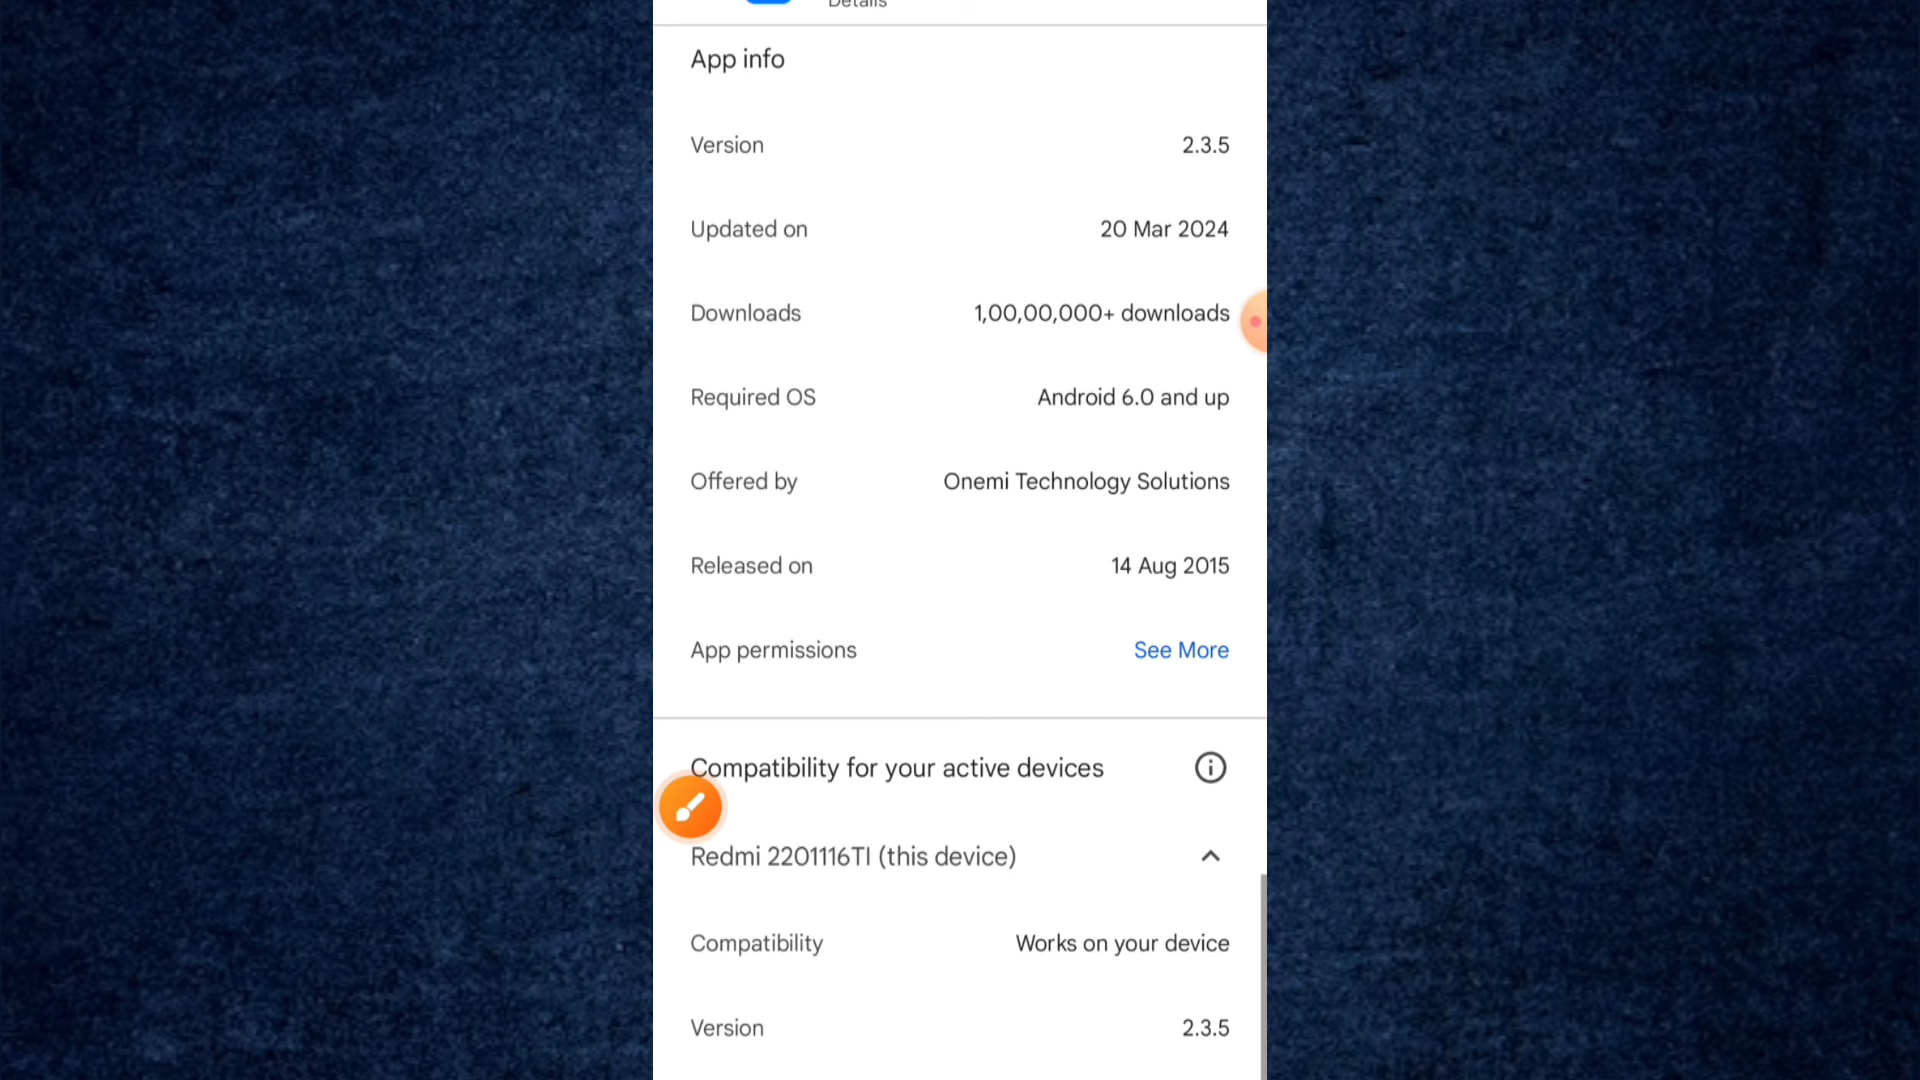 Details
App info
Version 2.3.5
Updated on 20 Mar 2024
Downloads 1,00,00,000+ downloads
Required OS Android 6.0 and up
Offered by Onemi Technology Solutions
Released on 14 Aug 2015
App permissions See More
Compatibility for your active devices
Redmi 2201116TI (this device)
Compatibility Works on your device
Version 2.3.5